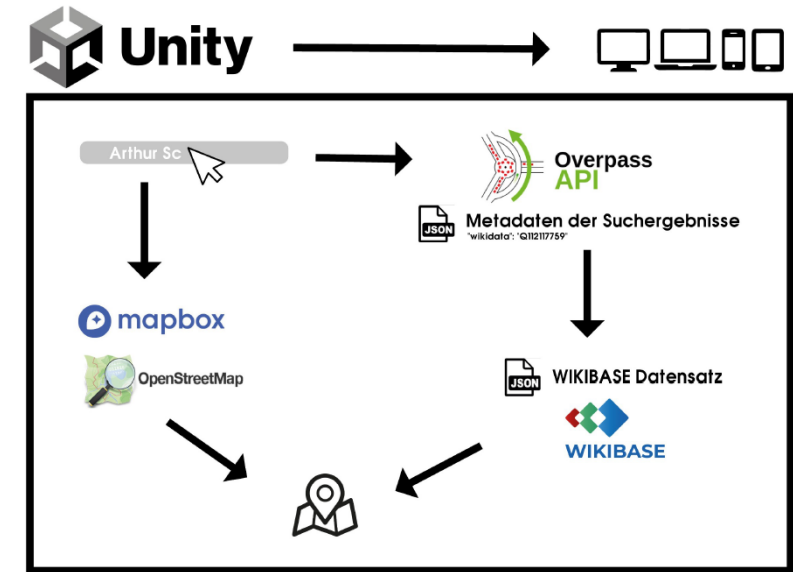 Unity
Arthur Sc
Overpass
API
JSON
Metadaten der Suchergebnisse
"wikidata": "Q112117759"
mapbox
OpenStreetMap
JSON
WIKIBASE Datensatz
WIKIBASE